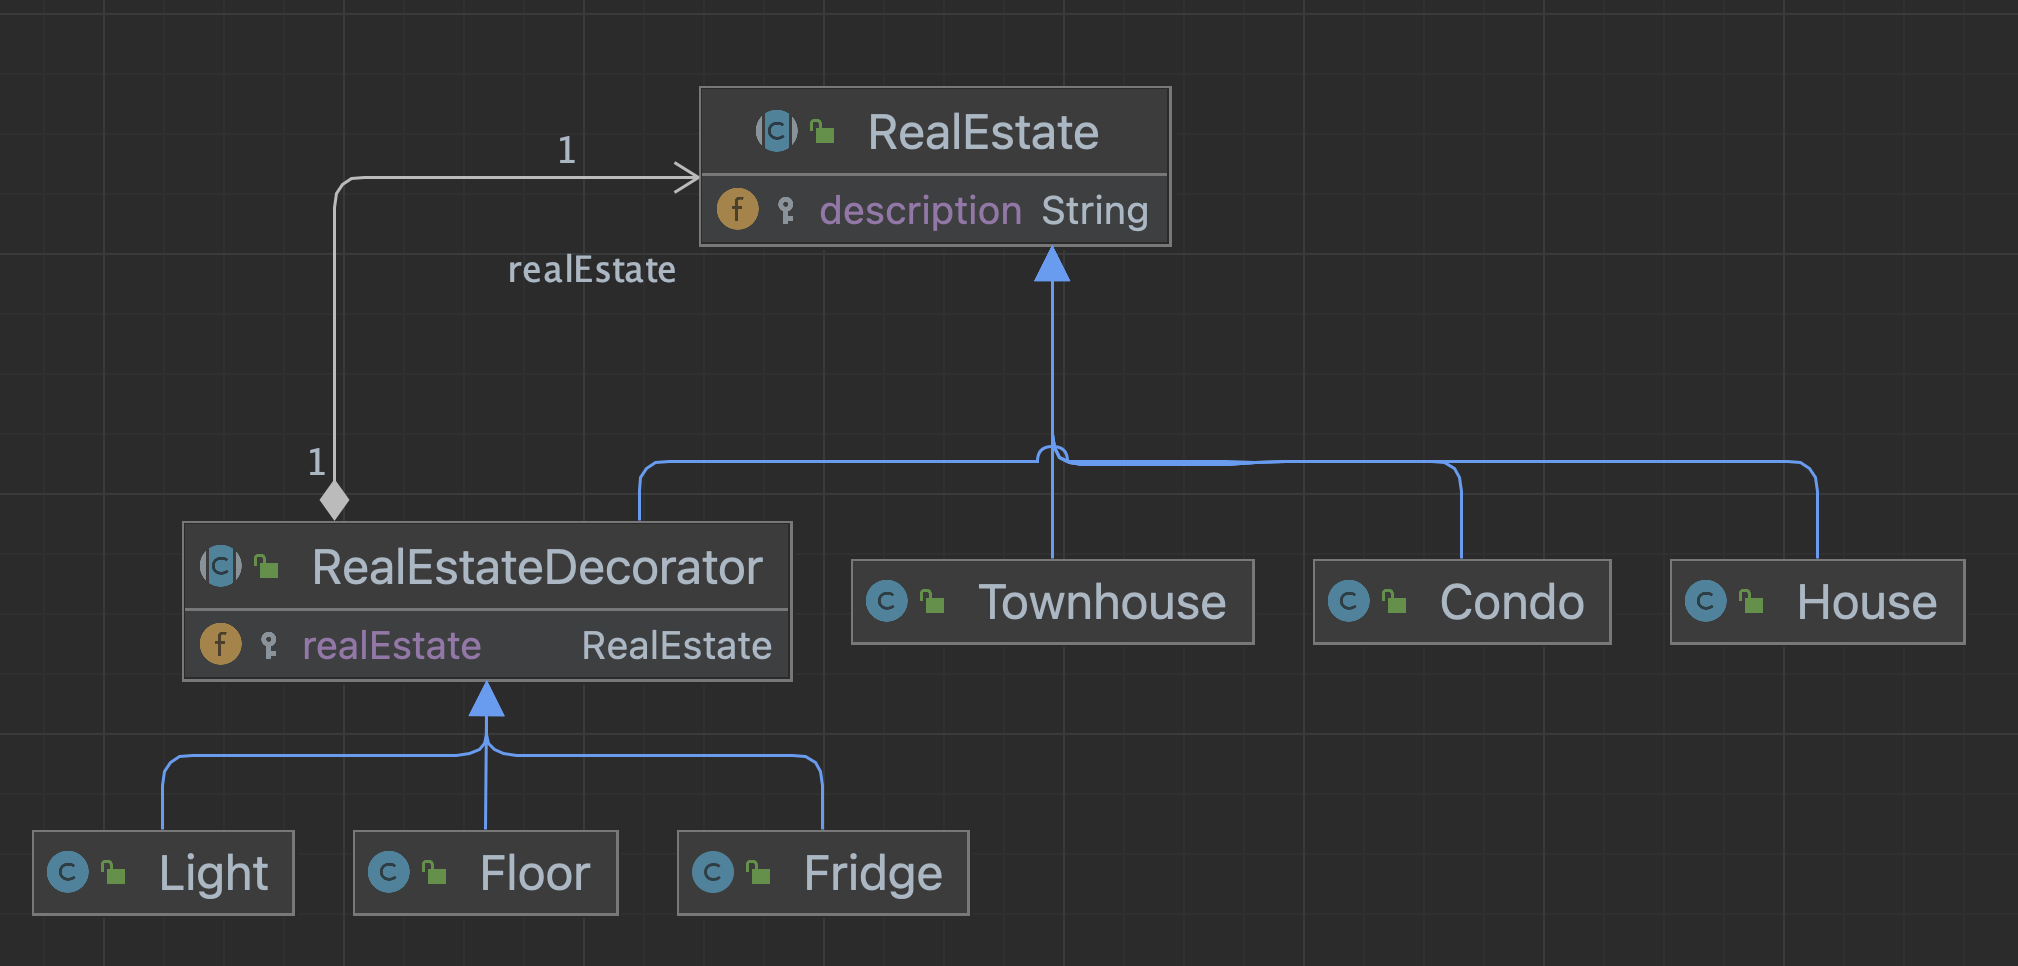 RealEstate
description String
1
realEstate
1
RealEstateDecorator
realEstate RealEstate
Townhouse
Condo
House
Light
Floor
Fridge